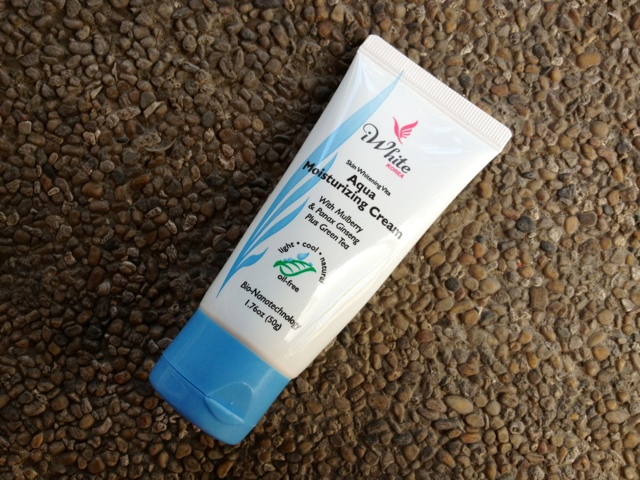 iWhite
KOREA
Skin Whitening Vita
Aqua
Moisturizing Cream
With Mulberry
& Panax Ginseng
Plus Green Tea
light • cool • natural
oil-free
Bio-Nanotechnology
1.76oz (50g)